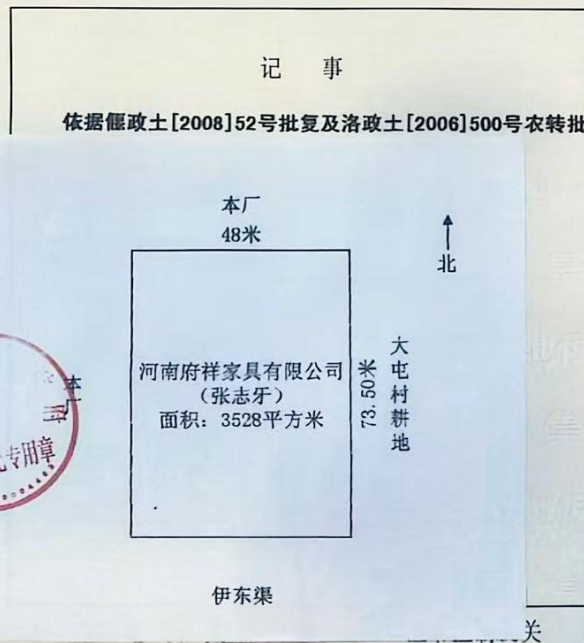 记 事
依据偃政土[2008]52号批复及洛政土[2006]500号农转批
本厂
48米
北
河南府祥家具有限公司
（张志牙）
面积：3528平方米
73.50米
大屯村耕地
本厂
专用章
伊东渠
关